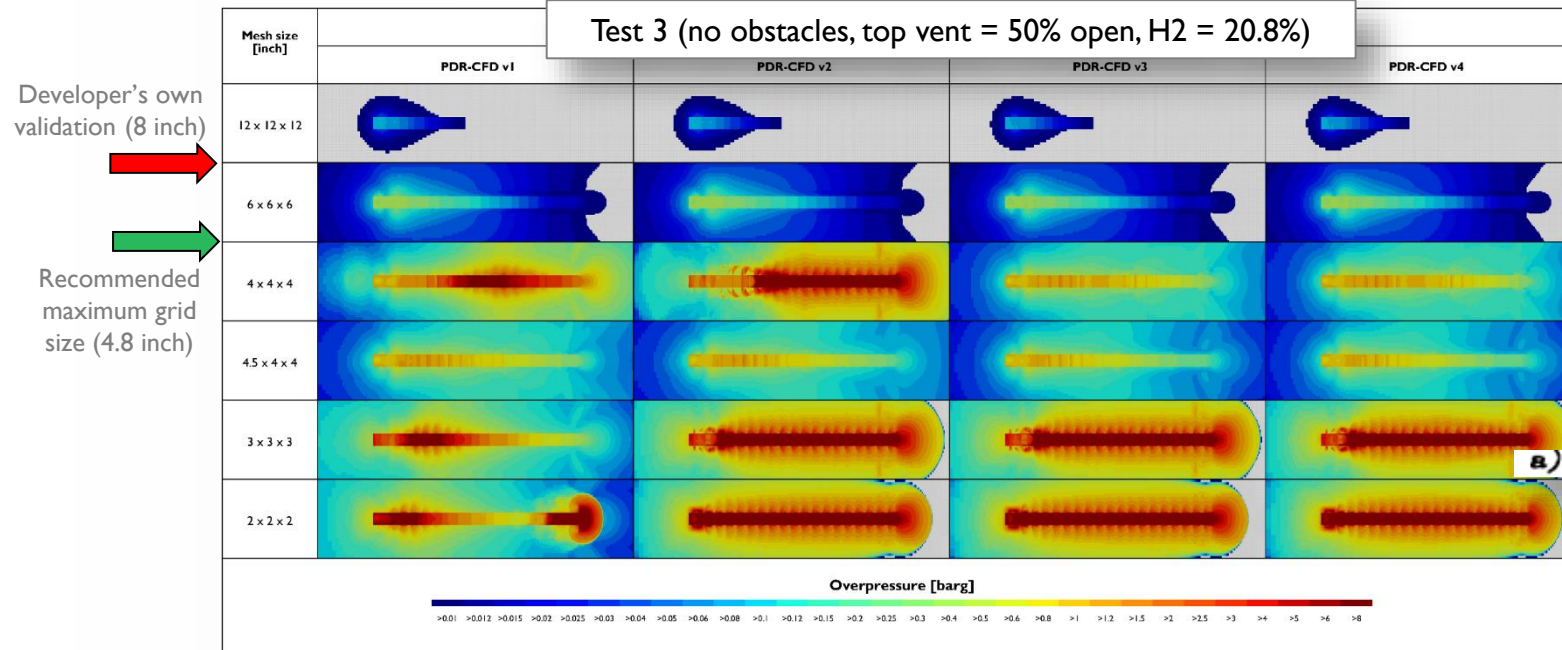 Test 3 (no obstacles, top vent = 50% open, H2 = 20.8%)
Mesh size
[inch]
PDR-CFD v1
PDR-CFD v2
PDR-CFD v3
PDR-CFD v4
Developer's own
validation (8 inch)
12 x 12 x 12
6 x 6 x 6
Recommended
maximum grid
size (4.8 inch)
4 x 4 x 4
4.5 x 4 x 4
3 x 3 x 3
a)
2 x 2 x 2
Overpressure [barg]
>0.01 >0.012 >0.015 >0.02 >0.025 >0.03 >0.04 >0.05 >0.06 >0.08 >0.1 >0.12 >0.15 >0.2 >0.25 >0.3 >0.4 >0.5 >0.6 >0.8 >1 >1.2 >1.5 >2 >2.5 >3 >4 >5 >6 >8